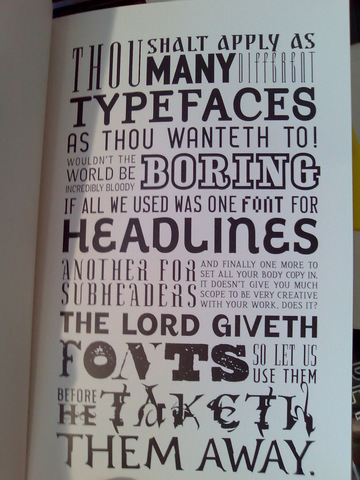 THOU SHALT APPLY AS
MANY DIFFERENT
TYPEFACES
AS THOU WANTETH TO!
WOULDN'T THE
WORLD BE
INCREDIBLY BLOODY
BORING
IF ALL WE USED WAS ONE FONT FOR
HEADLINES
ANOTHER FOR
SUBHEADERS
AND FINALLY ONE MORE TO
SET ALL YOUR BODY COPY IN.
IT DOESN'T GIVE YOU MUCH
SCOPE TO BE VERY CREATIVE
WITH YOUR WORK, DOES IT?
THE LORD GIVETH
FONTS
SO LET US
USE THEM
BEFORE
HE TAKETH
THEM AWAY.